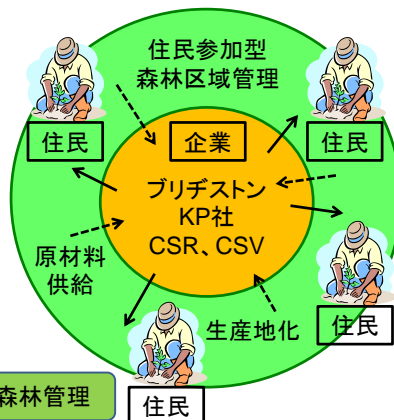 住民参加型
森林区域管理
住民
企業
住民
ブリヂストン
KP社
CSR、CSV
原材料
供給
生産地化
住民
森林管理
住民